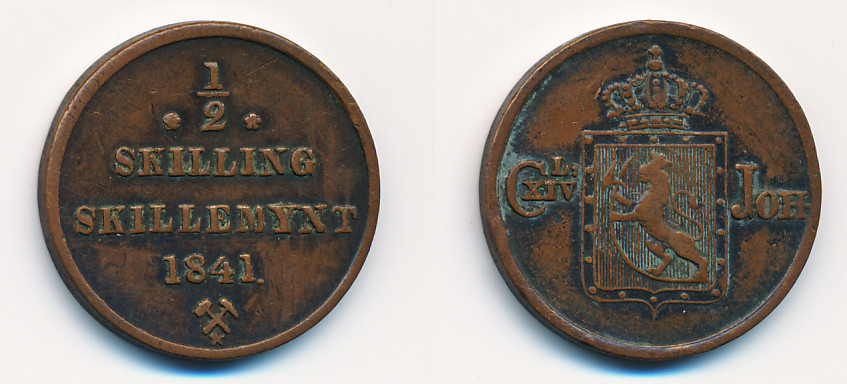 1
2
SKILLING
SKILLEMYNT
1841.
C L: XIV JOH